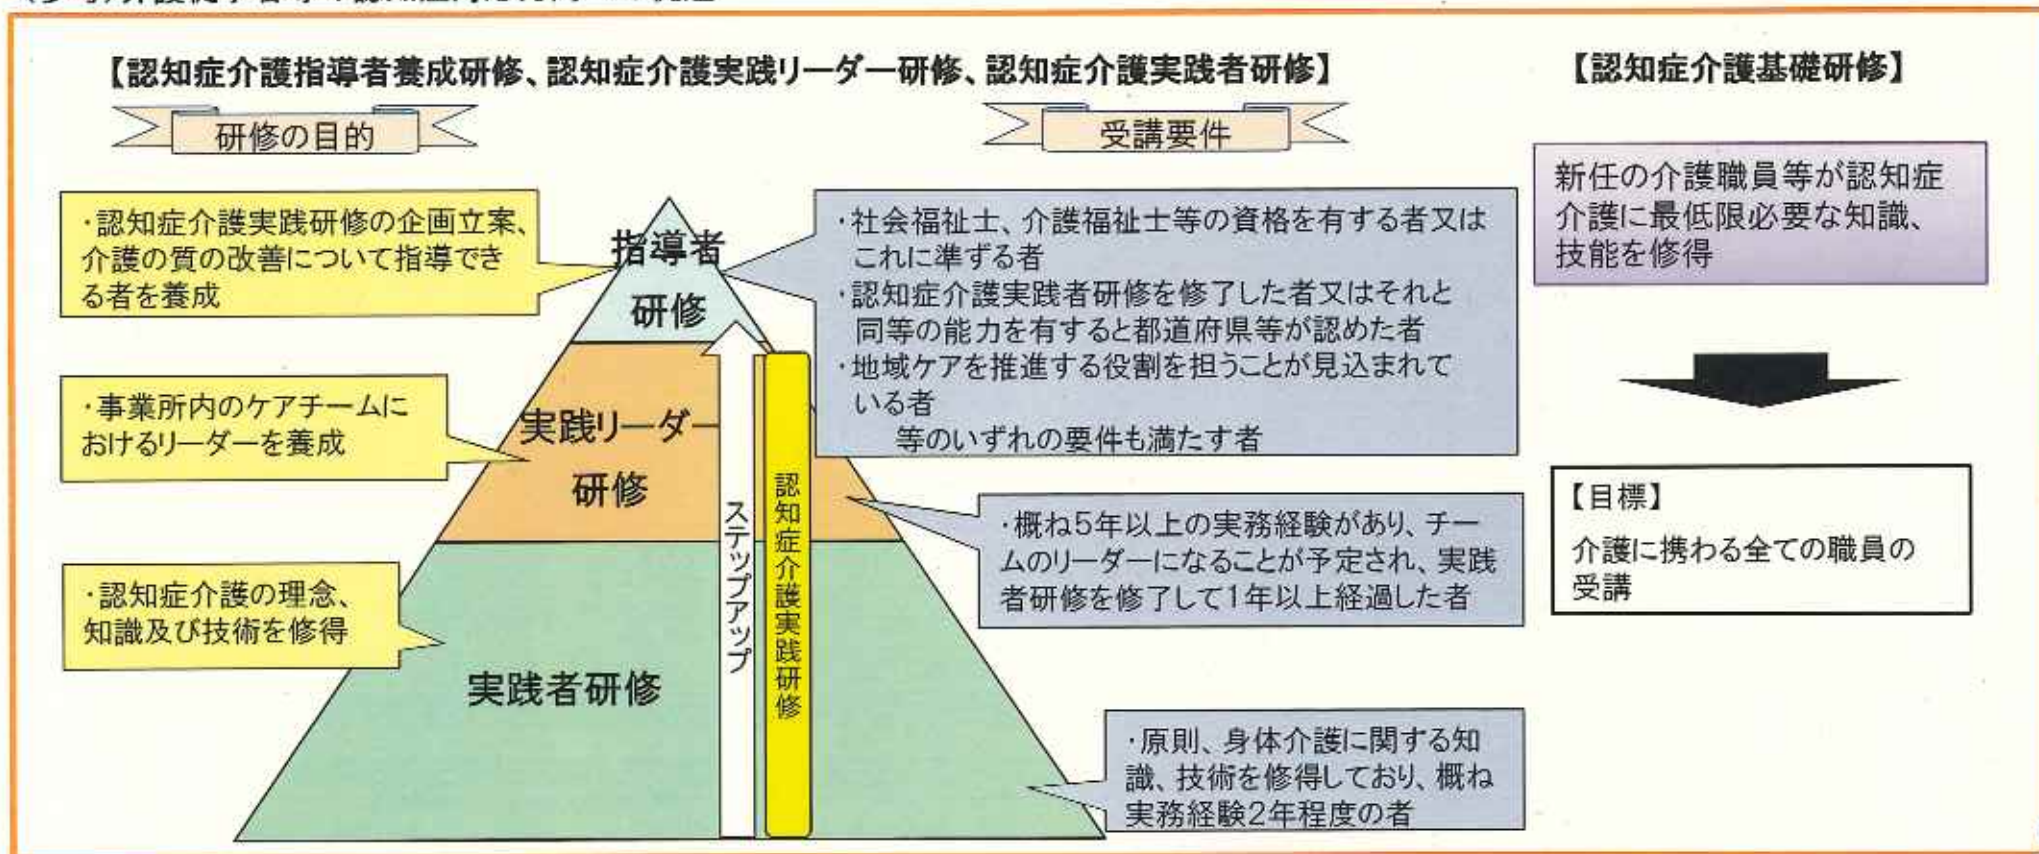 【認知症介護指導者養成研修、認知症介護実践リーダー研修、認知症介護実践者研修】
研修の目的
受講要件
・認知症介護実践研修の企画立案、
介護の質の改善について指導でき
る者を養成
・事業所内のケアチームに
おけるリーダーを養成
・認知症介護の理念、
知識及び技術を修得
指導者
研修
実践リーダー
研修
実践者研修
ステップアップ
認知症介護実践研修
・社会福祉士、介護福祉士等の資格を有する者又は
これに準ずる者
・認知症介護実践者研修を修了した者又はそれと
同等の能力を有すると都道府県等が認めた者
・地域ケアを推進する役割を担うことが見込まれて
いる者
等のいずれの要件も満たす者
・概ね5年以上の実務経験があり、チー
ムのリーダーになることが予定され、実践
者研修を修了して1年以上経過した者
・原則、身体介護に関する知
識、技術を修得しており、概ね
実務経験2年程度の者
【認知症介護基礎研修】
新任の介護職員等が認知症
介護に最低限必要な知識、
技能を修得
【目標】
介護に携わる全ての職員の
受講